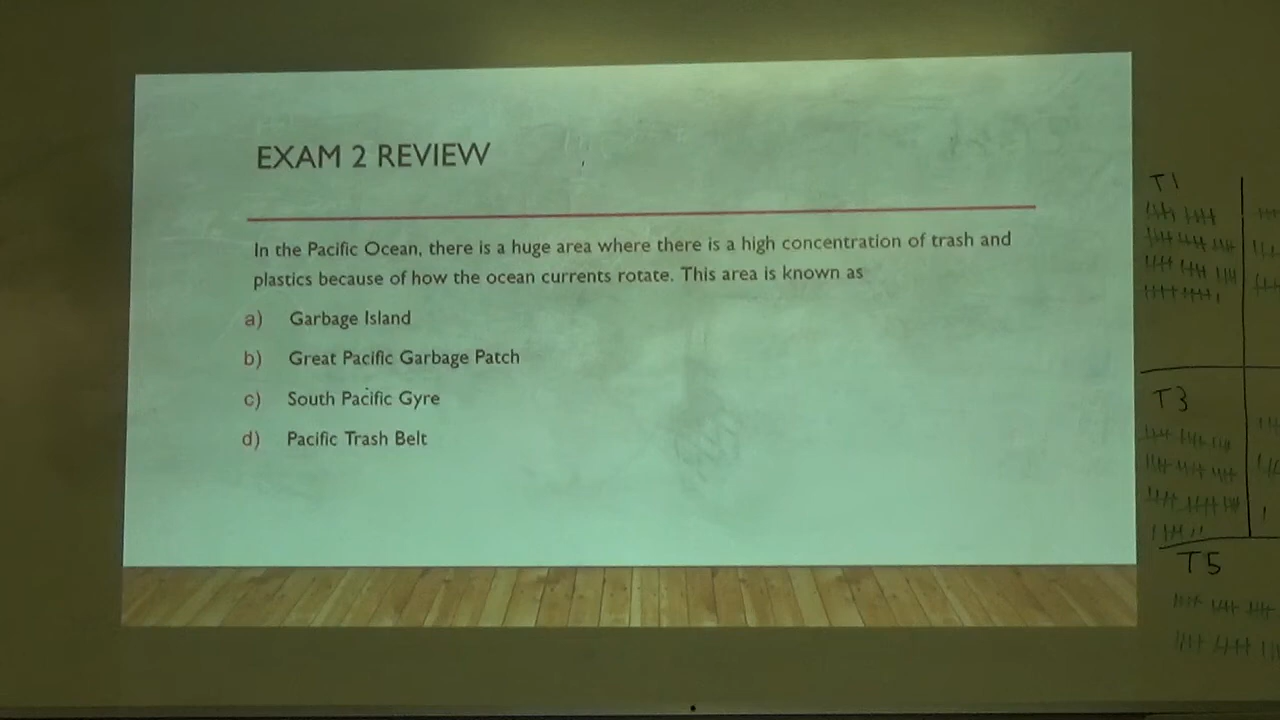 EXAM 2 REVIEW
In the Pacific Ocean, there is a huge area where there is a high concentration of trash and
plastics because of how the ocean currents rotate. This area is known as
a) Garbage Island
b) Great Pacific Garbage Patch
c) South Pacific Gyre
d) Pacific Trash Belt
T1
T3
T5